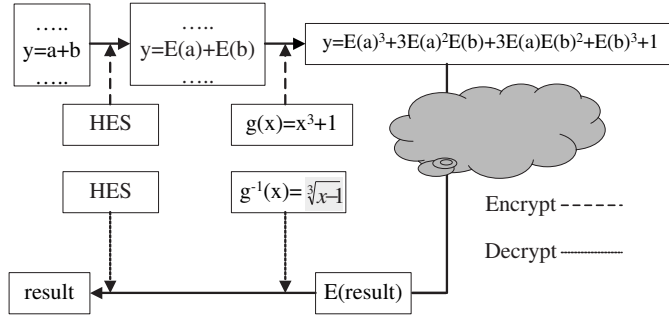 …..
y=a+b
…..
…..
y=E(a)+E(b)
…..
y=E(a)³+3E(a)²E(b)+3E(a)E(b)²+E(b)³+1
HES
g(x)=x³+1
HES
g⁻¹(x)=∛x−1
Encrypt
Decrypt
result
E(result)